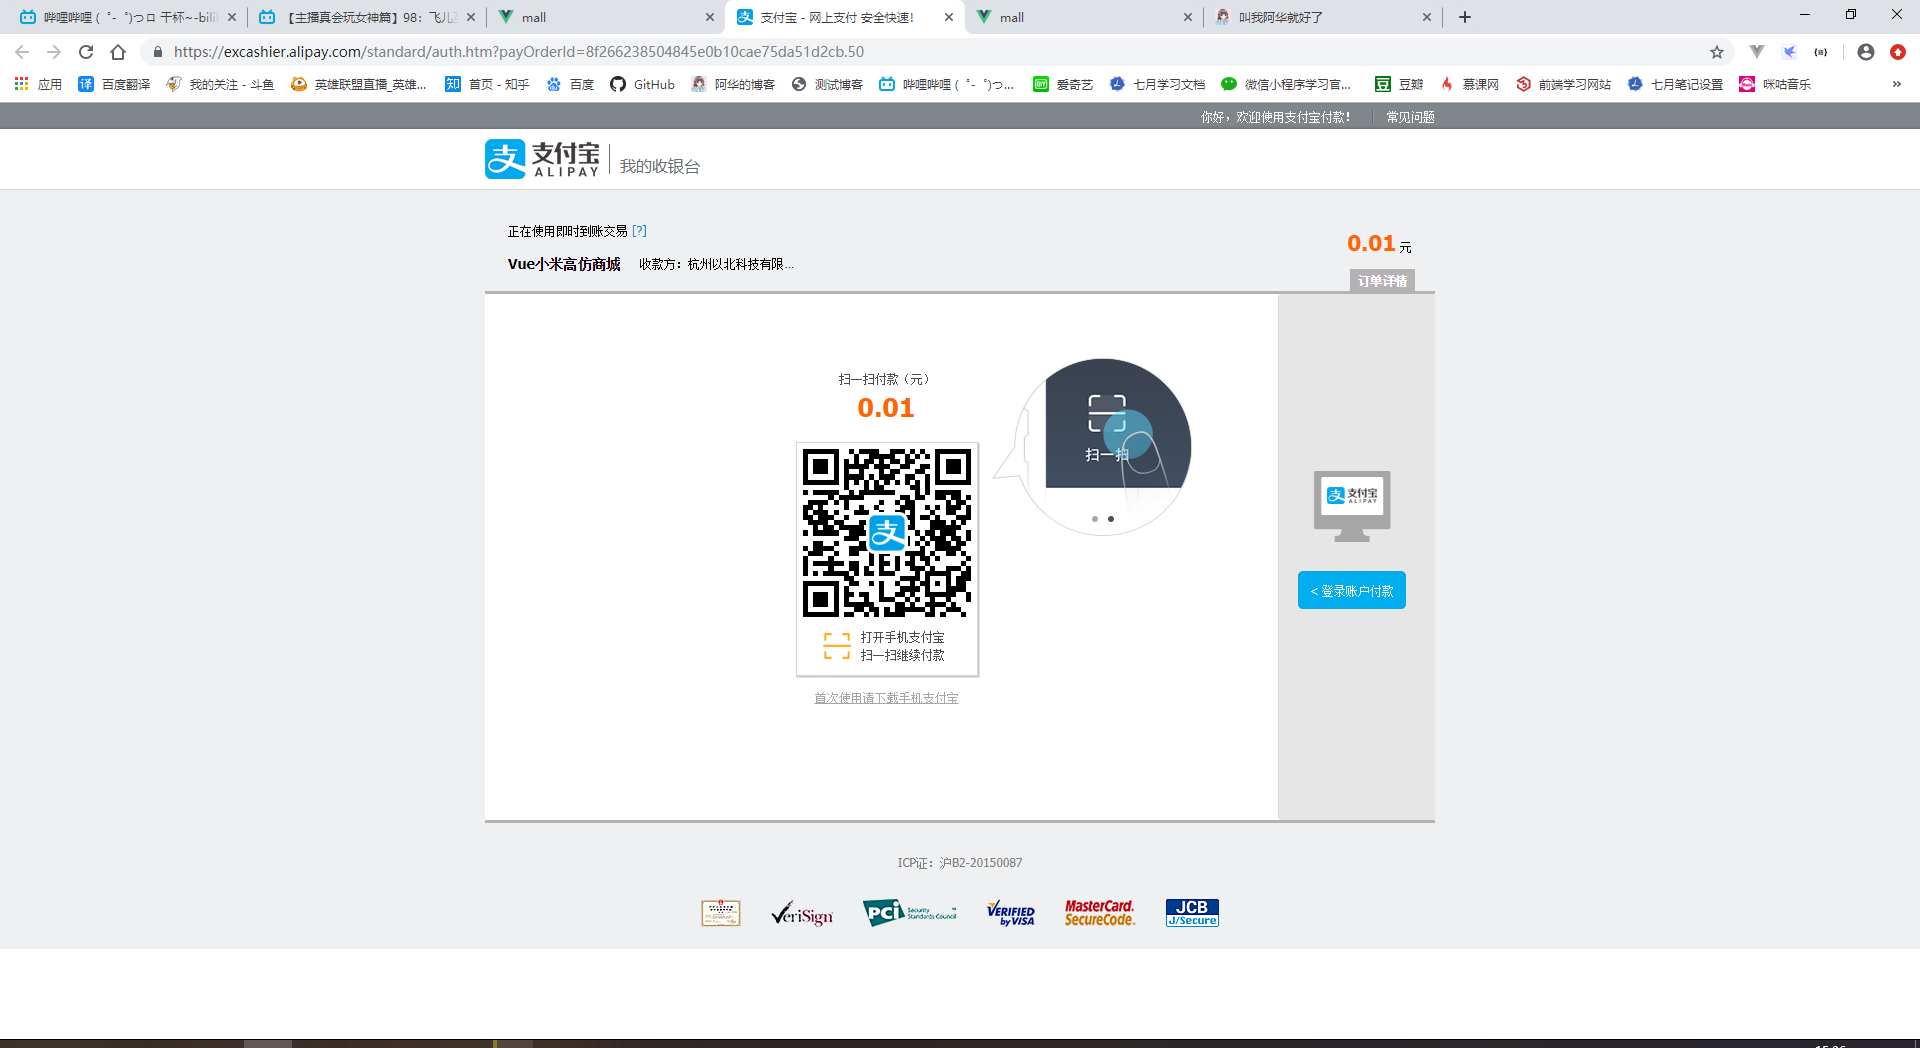 哔哩哔哩 ( ゜- ゜)つロ 干杯~-bili
【主播真会玩女神篇】98：飞儿
mall
支付宝 - 网上支付 安全快速！
mall
叫我阿华就好了
https://excashier.alipay.com/standard/auth.htm?payOrderId=8f266238504845e0b10cae75da51d2cb.50
应用
百度翻译
我的关注 - 斗鱼
英雄联盟直播_英雄...
首页 - 知乎
百度
GitHub
阿华的博客
测试博客
哔哩哔哩 ( ゜- ゜)つ...
爱奇艺
七月学习文档
微信小程序学习官...
豆瓣
慕课网
前端学习网站
七月笔记设置
咪咕音乐
»
你好，欢迎使用支付宝付款！
常见问题
支付宝
ALIPAY
我的收银台
正在使用即时到账交易 [?]
0.01 元
Vue小米高仿商城 收款方：杭州以北科技有限...
订单详情
扫一扫付款（元）
0.01
扫一扫
支付宝
ALIPAY
< 登录账户付款
打开手机支付宝
扫一扫继续付款
首次使用请下载手机支付宝
ICP证：沪B2-20150087
VeriSign
PCI Security Standards Council
VERIFIED by VISA
MasterCard. SecureCode.
JCB J/Secure